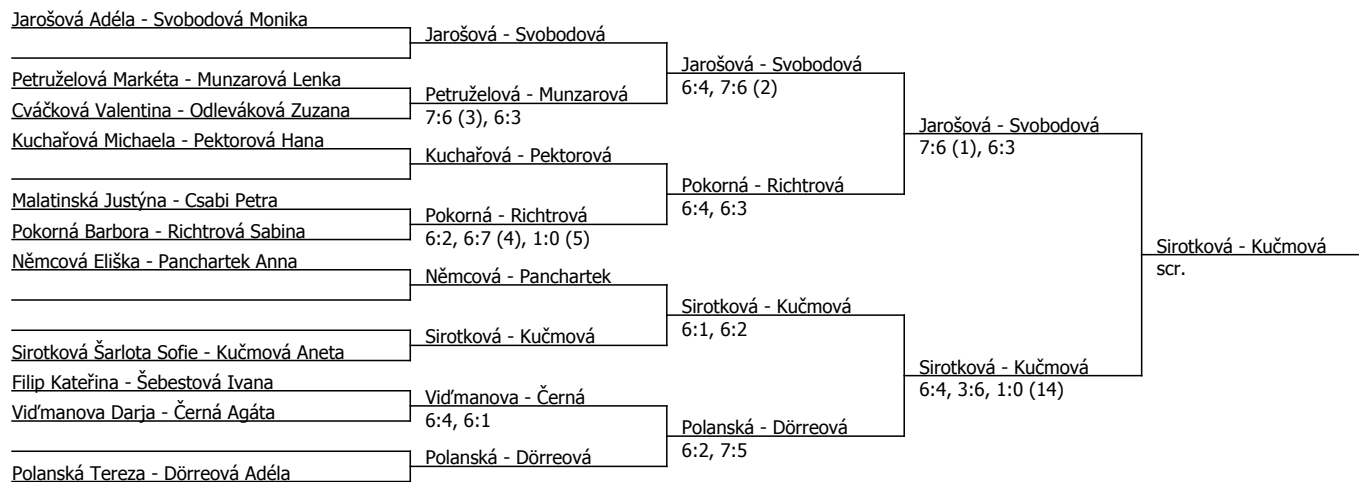 Jarošová Adéla - Svobodová Monika
Petruželová Markéta - Munzarová Lenka
Cváčková Valentina - Odleváková Zuzana
Kuchařová Michaela - Pektorová Hana
Malatinská Justýna - Csabi Petra
Pokorná Barbora - Richtrová Sabina
Němcová Eliška - Panchartek Anna
Sirotková Šarlota Sofie - Kučmová Aneta
Filip Kateřina - Šebestová Ivana
Viďmanova Darja - Černá Agáta
Polanská Tereza - Dörreová Adéla
Jarošová - Svobodová
Petruželová - Munzarová
7:6 (3), 6:3
Kuchařová - Pektorová
Pokorná - Richtrová
6:2, 6:7 (4), 1:0 (5)
Němcová - Panchartek
Sirotková - Kučmová
Viďmanova - Černá
6:4, 6:1
Polanská - Dörreová
Jarošová - Svobodová
6:4, 7:6 (2)
Pokorná - Richtrová
6:4, 6:3
Sirotková - Kučmová
6:1, 6:2
Polanská - Dörreová
6:2, 7:5
Jarošová - Svobodová
7:6 (1), 6:3
Sirotková - Kučmová
6:4, 3:6, 1:0 (14)
Sirotková - Kučmová
scr.